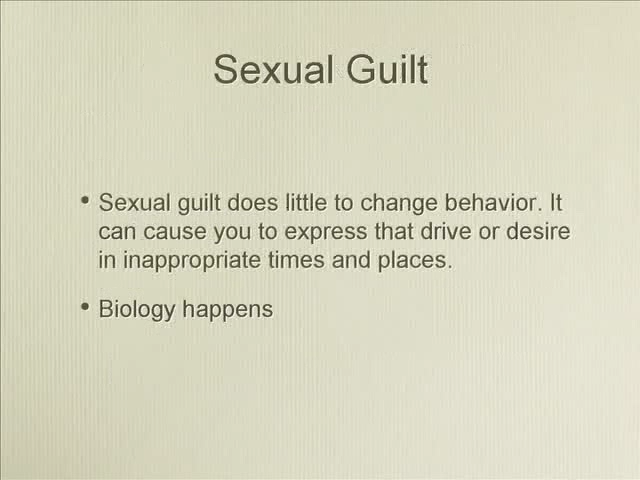 Sexual Guilt
• Sexual guilt does little to change behavior. It
can cause you to express that drive or desire
in inappropriate times and places.
• Biology happens